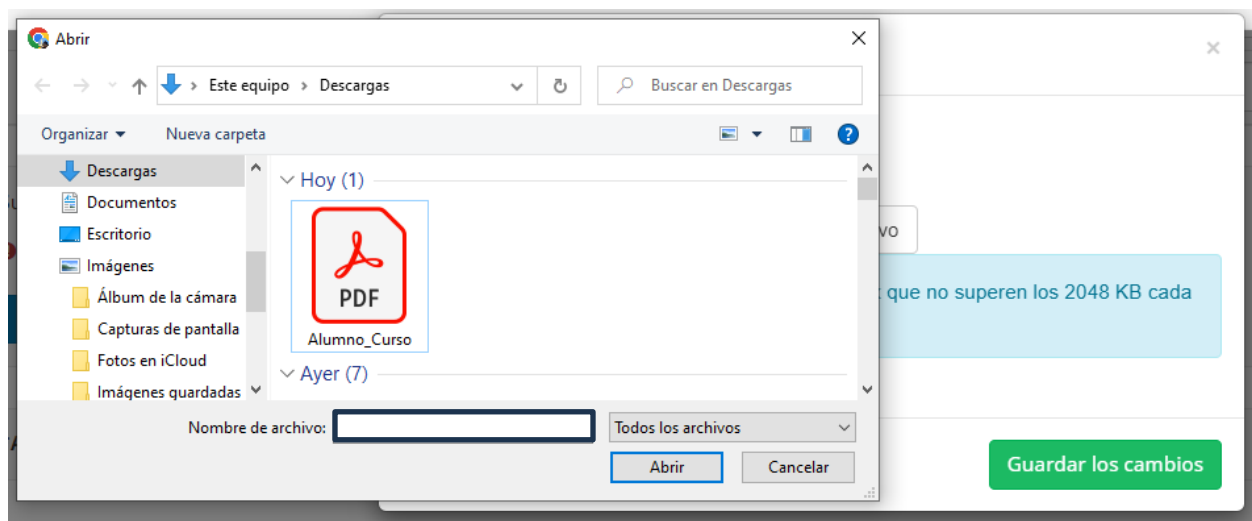 Abrir
Este equipo > Descargas
Buscar en Descargas
Organizar
Nueva carpeta
Descargas
Documentos
Escritorio
Imágenes
Álbum de la cámara
Capturas de pantalla
Fotos en iCloud
Imágenes guardadas
Hoy (1)
PDF
Alumno_Curso
Ayer (7)
Nombre de archivo:
Todos los archivos
Abrir
Cancelar
vo
que no superen los 2048 KB cada
Guardar los cambios